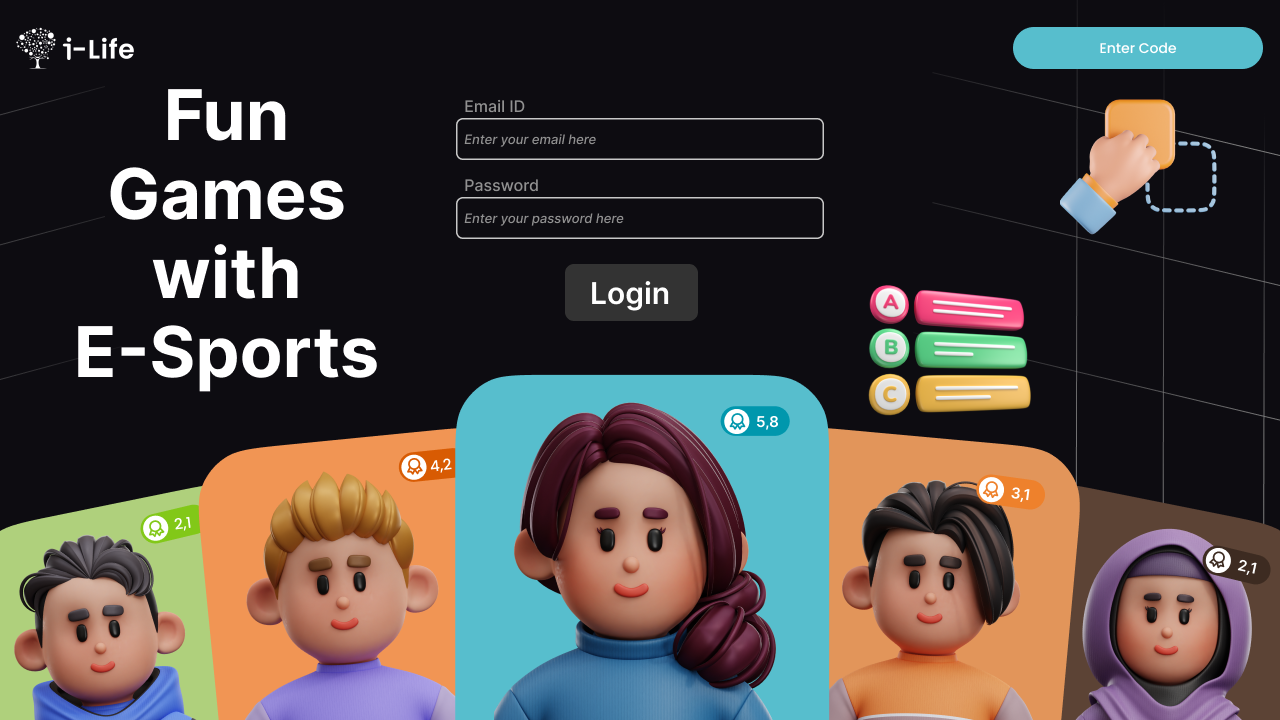 i-Life
Enter Code
Fun
Games
with
E-Sports
Email ID
Enter your email here
Password
Enter your password here
Login
A
B
C
5,8
4,2
3,1
2,1
2,1